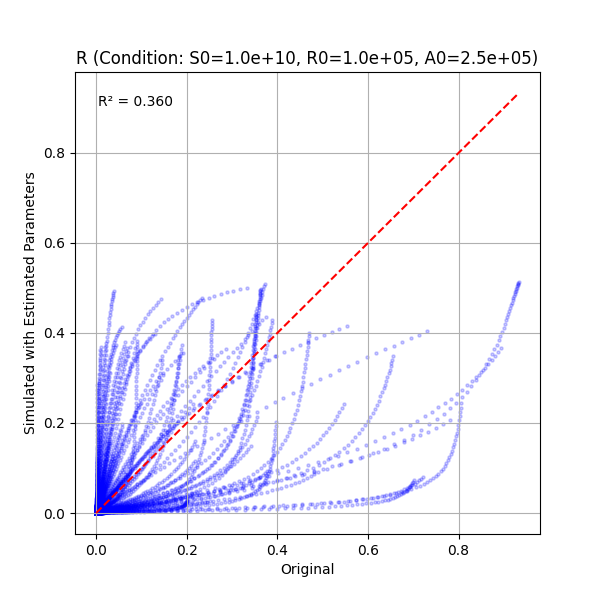 R (Condition: S0=1.0e+10, R0=1.0e+05, A0=2.5e+05)
R² = 0.360
0.8
0.6
0.4
0.2
0.0
Simulated with Estimated Parameters
0.0 0.2 0.4 0.6 0.8
Original